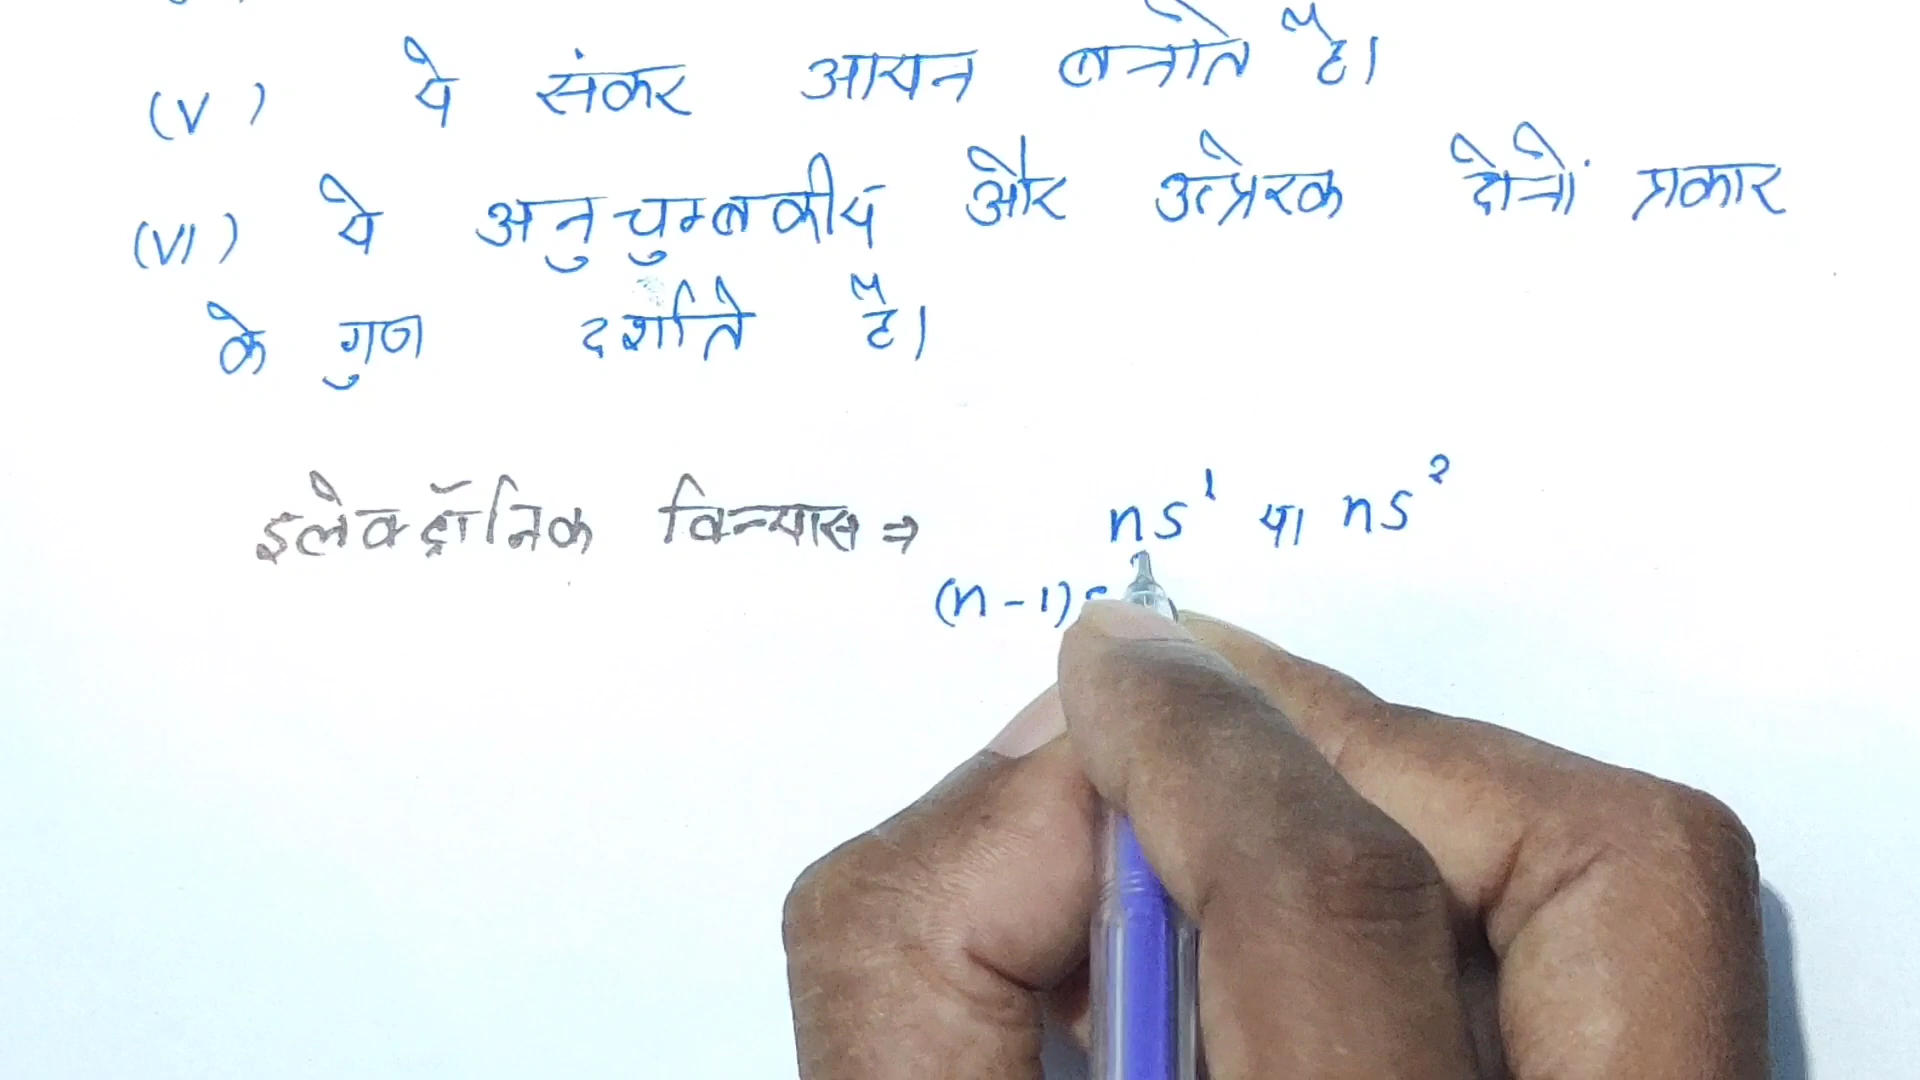 (V) ये संकर आयन बनाते है।
(VI) ये अनुचुम्बकीय और उत्प्रेरक दोनों प्रकार
के गुण दर्शाते है।
इलेक्ट्रॉनिक विन्यास ⇒ ns¹ या ns²
(n-1)